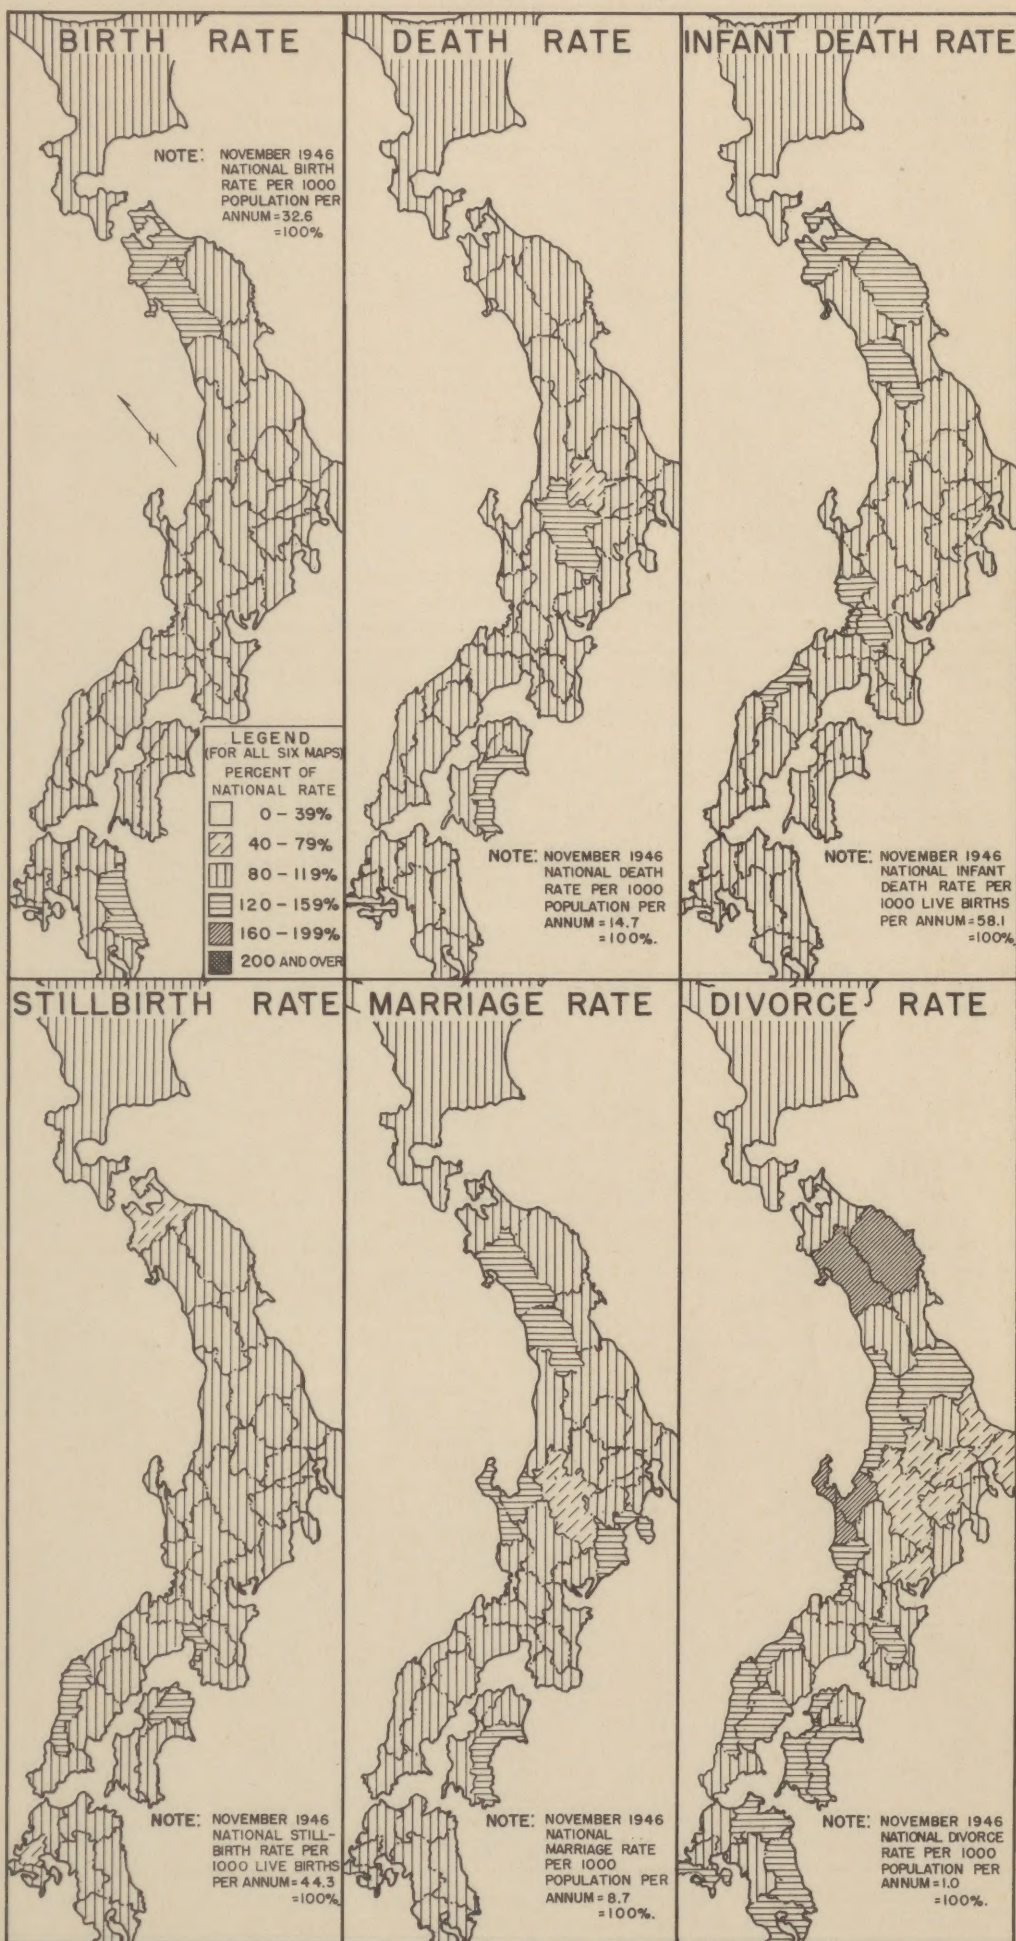 BIRTH RATE
NOTE: NOVEMBER 1946
NATIONAL BIRTH
RATE PER 1000
POPULATION PER
ANNUM = 32.6
=100%
N
LEGEND
(FOR ALL SIX MAPS)
PERCENT OF
NATIONAL RATE
0 – 39%
40 – 79%
80 – 119%
120 – 159%
160 – 199%
200 AND OVER
DEATH RATE
NOTE: NOVEMBER 1946
NATIONAL DEATH
RATE PER 1000
POPULATION PER
ANNUM = 14.7
=100%.
INFANT DEATH RATE
NOTE: NOVEMBER 1946
NATIONAL INFANT
DEATH RATE PER
1000 LIVE BIRTHS
PER ANNUM = 58.1
=100%.
STILLBIRTH RATE
NOTE: NOVEMBER 1946
NATIONAL STILL-
BIRTH RATE PER
1000 LIVE BIRTHS
PER ANNUM = 44.3
=100%.
MARRIAGE RATE
NOTE: NOVEMBER 1946
NATIONAL
MARRIAGE RATE
PER 1000
POPULATION PER
ANNUM = 8.7
=100%.
DIVORCE RATE
NOTE: NOVEMBER 1946
NATIONAL DIVORCE
RATE PER 1000
POPULATION PER
ANNUM = 1.0
=100%.